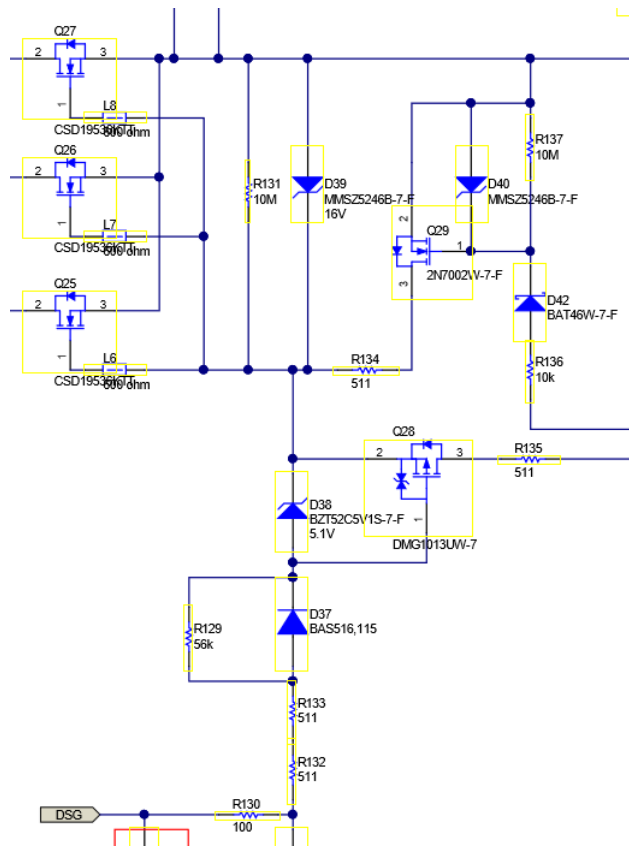 Q27
2
3
1
L8
600 ohm
CSD19536KTT
Q26
2
3
1
L7
600 ohm
CSD19536KTT
Q25
2
3
1
L6
600 ohm
CSD19536KTT
R131
10M
D39
MMSZ5246B-7-F
16V
D40
MMSZ5246B-7-F
R137
10M
2
Q29
1
2N7002W-7-F
3
D42
BAT46W-7-F
R134
511
R136
10k
Q28
2
3
1
DMG1013UW-7
R135
511
D38
BZT52C5V1S-7-F
5.1V
D37
BAS516,115
R129
56k
R133
511
R132
511
DSG
R130
100